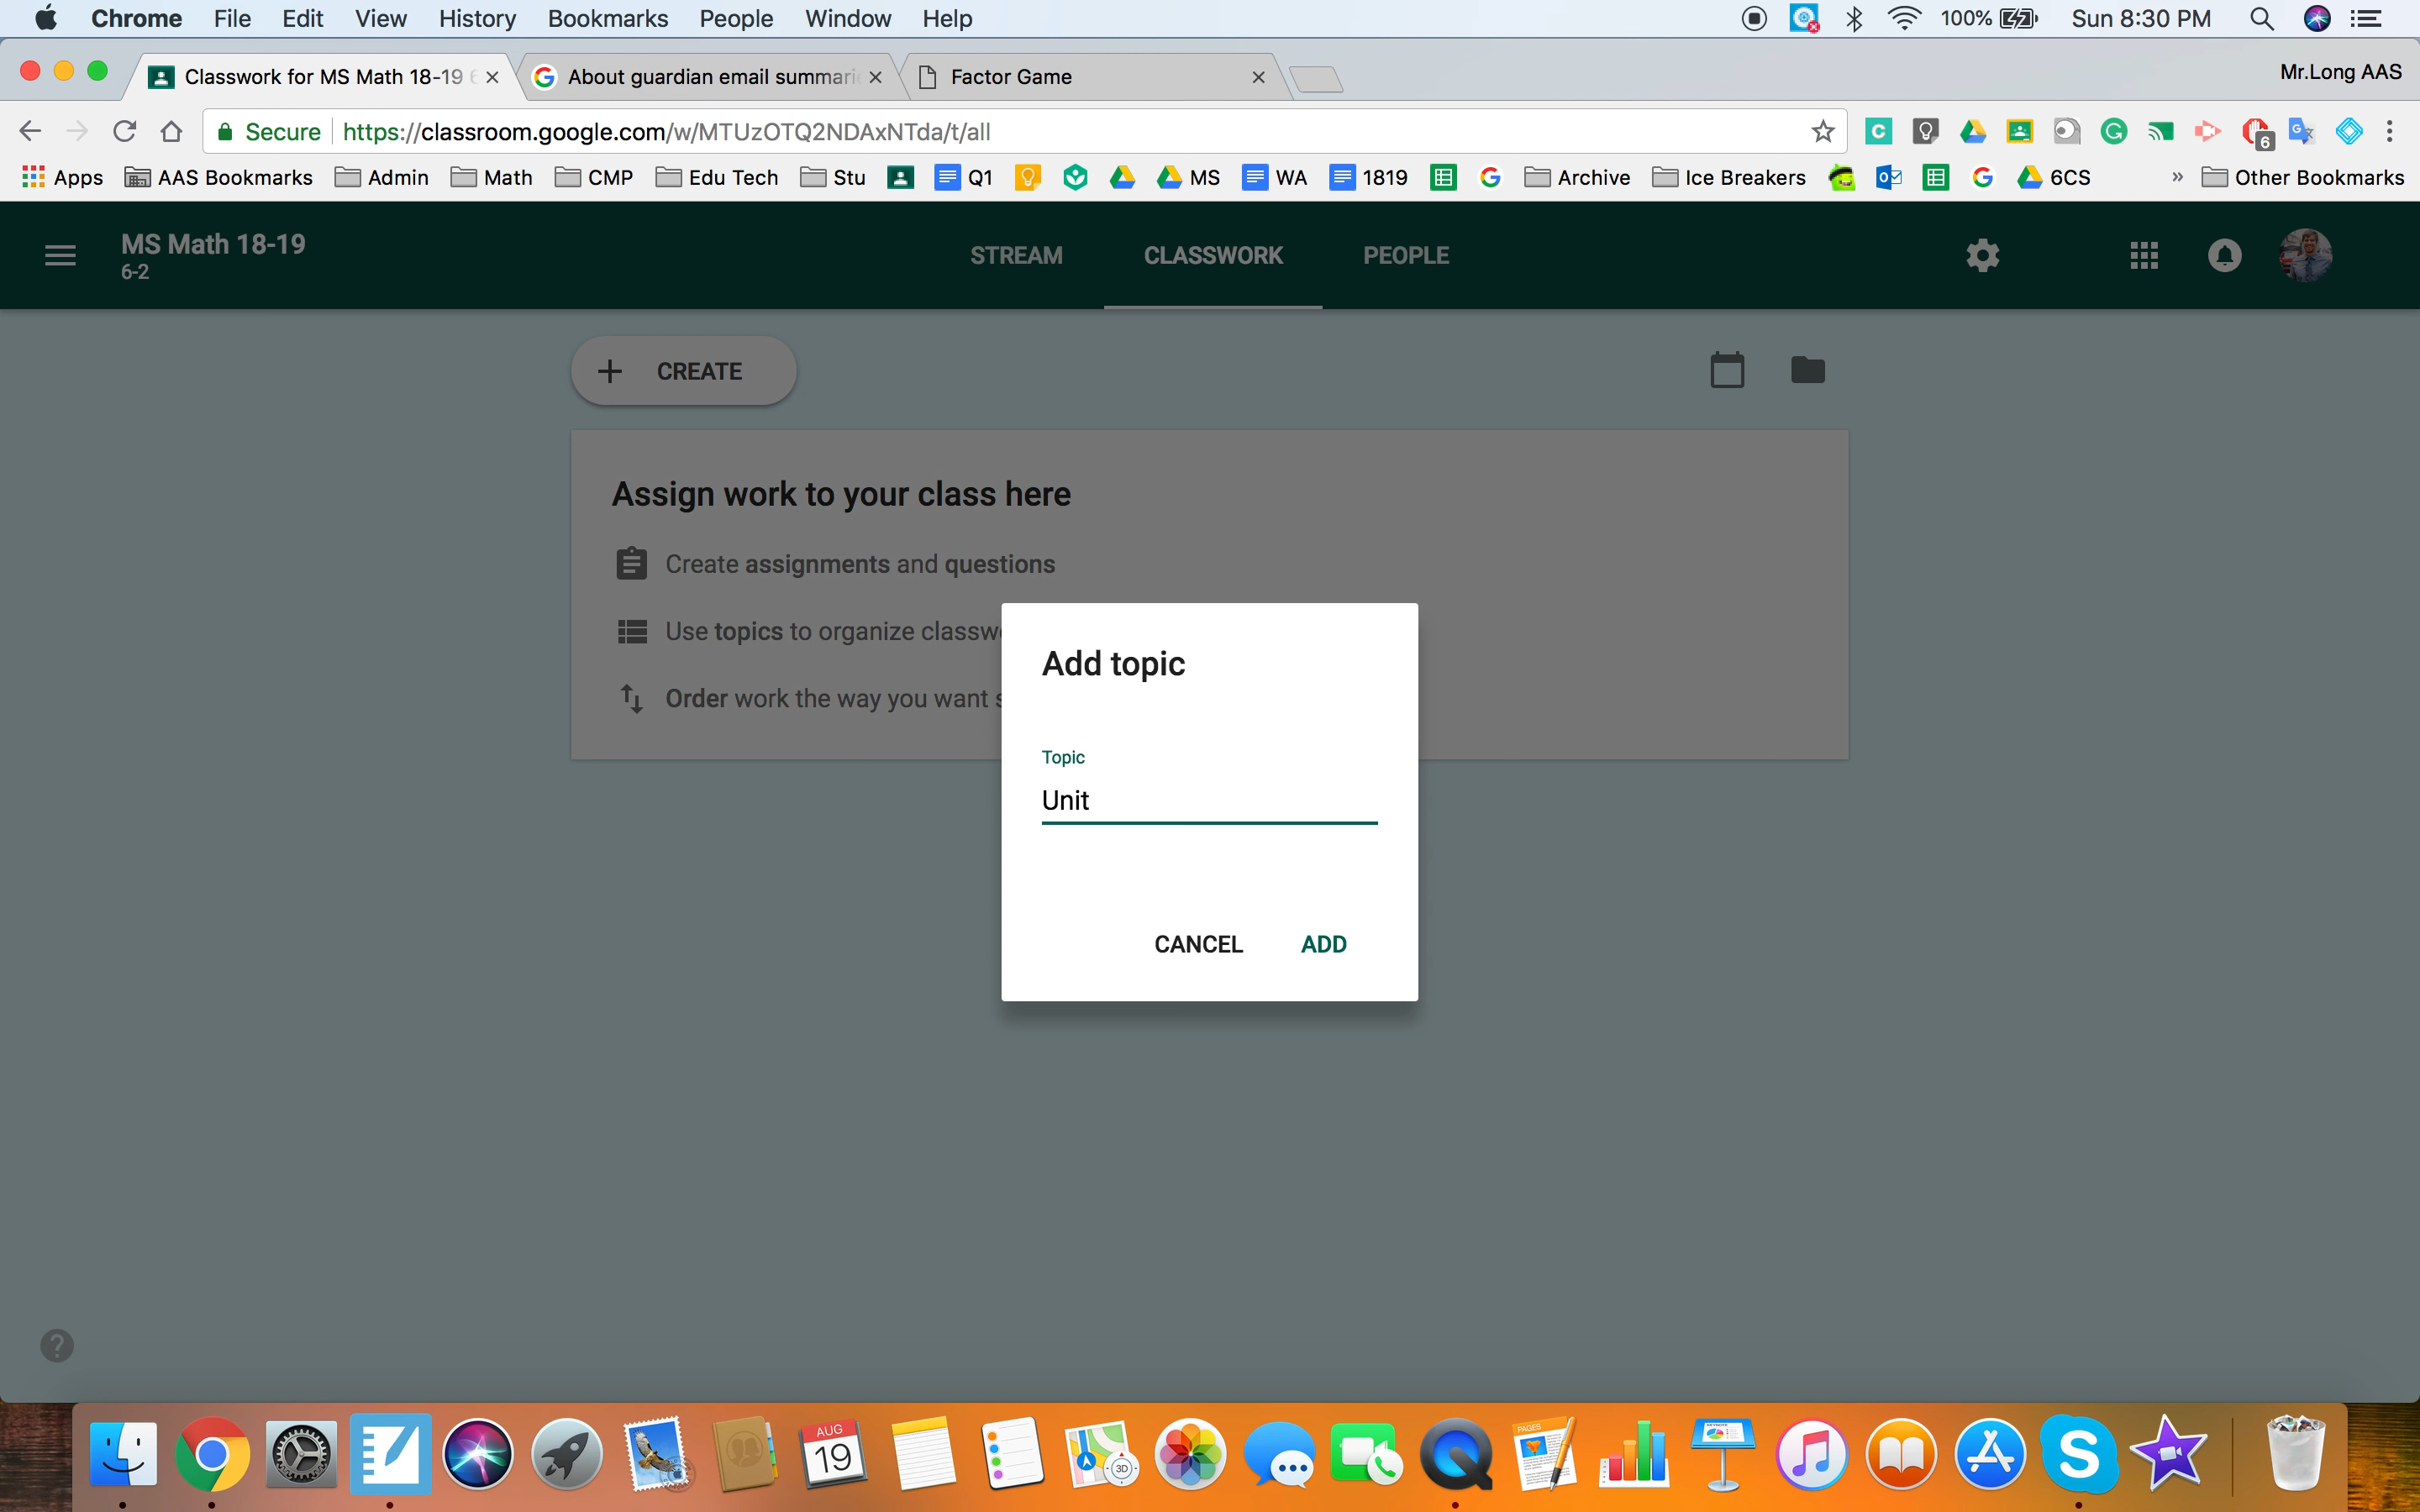 Chrome File Edit View History Bookmarks People Window Help 100% Sun 8:30 PM
Classwork for MS Math 18-19 About guardian email summari Factor Game Mr.Long AAS
Secure https://classroom.google.com/w/MTUzOTQ2NDAxNTda/t/all 6
Apps AAS Bookmarks Admin Math CMP Edu Tech Stu Q1 MS WA 1819 Archive Ice Breakers 6CS » Other Bookmarks
MS Math 18-19
6-2
STREAM CLASSWORK PEOPLE
CREATE
Assign work to your class here
Create assignments and questions
Use topics to organize classw
Order work the way you want s
Add topic
Topic
Unit
CANCEL ADD
AUG
19
3D
PAGES